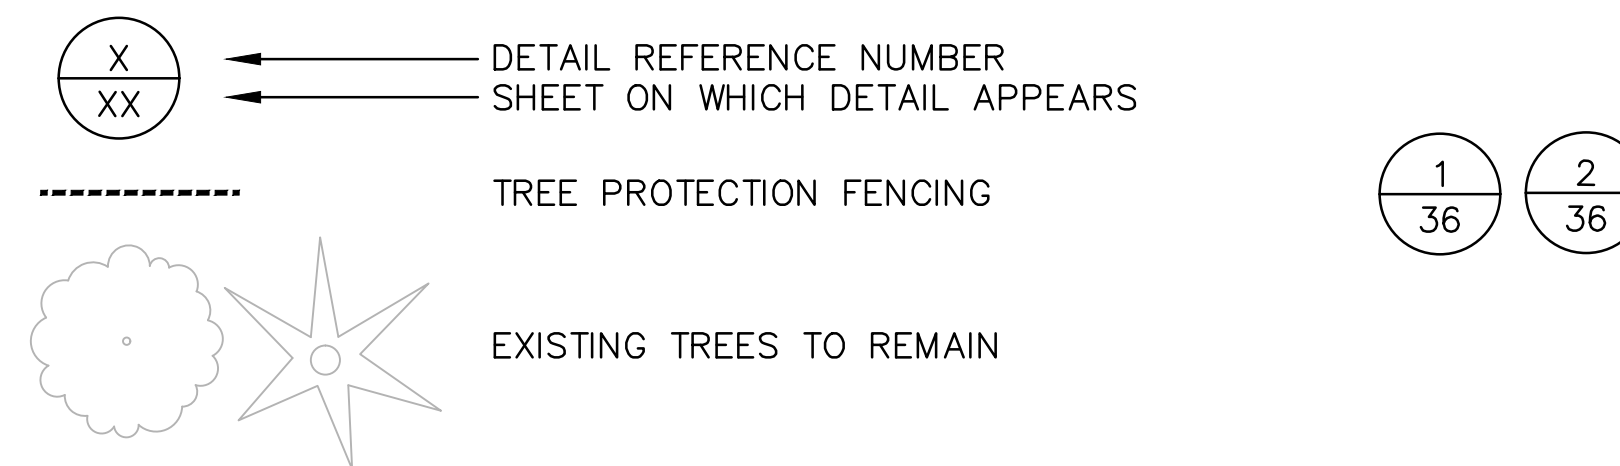 X
XX
DETAIL REFERENCE NUMBER
SHEET ON WHICH DETAIL APPEARS
TREE PROTECTION FENCING
1
36
2
36
EXISTING TREES TO REMAIN